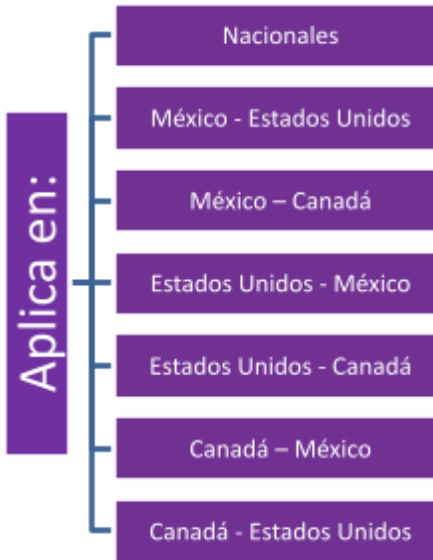 Aplica en:
Nacionales
México - Estados Unidos
México – Canadá
Estados Unidos - México
Estados Unidos - Canadá
Canadá – México
Canadá - Estados Unidos